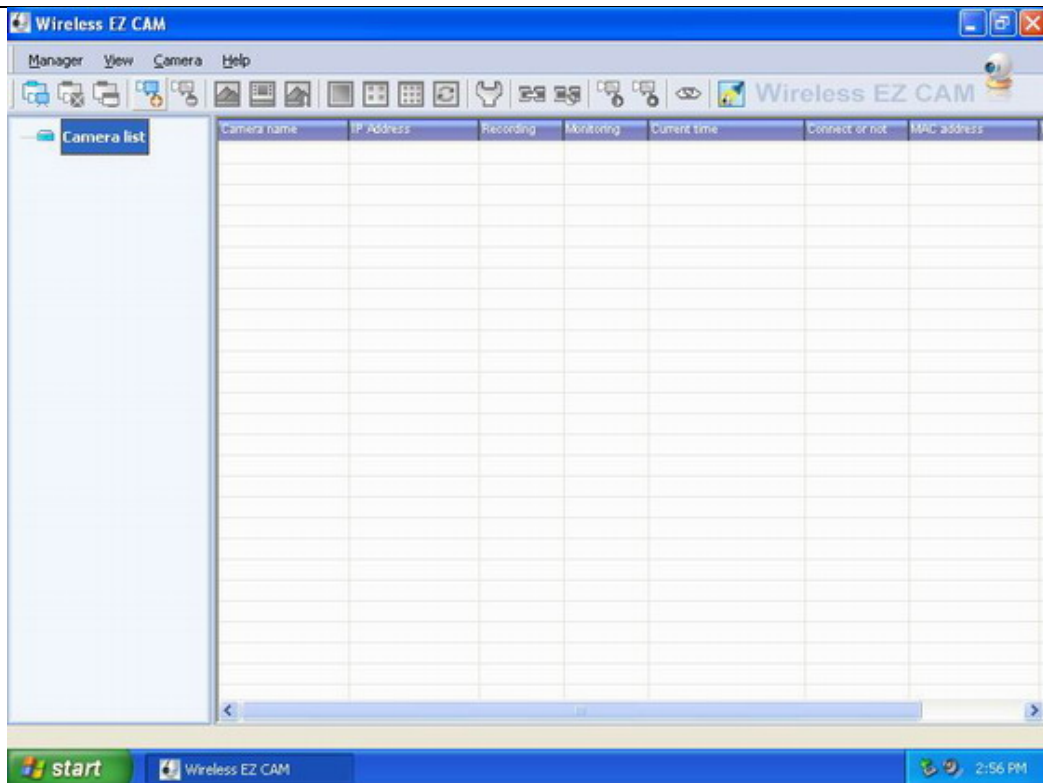 Wireless EZ CAM
Manager View Camera Help
Wireless EZ CAM
Camera list
Camera name IP Address Recording Monitoring Current time Connect or not MAC address
start Wireless EZ CAM 2:56 PM